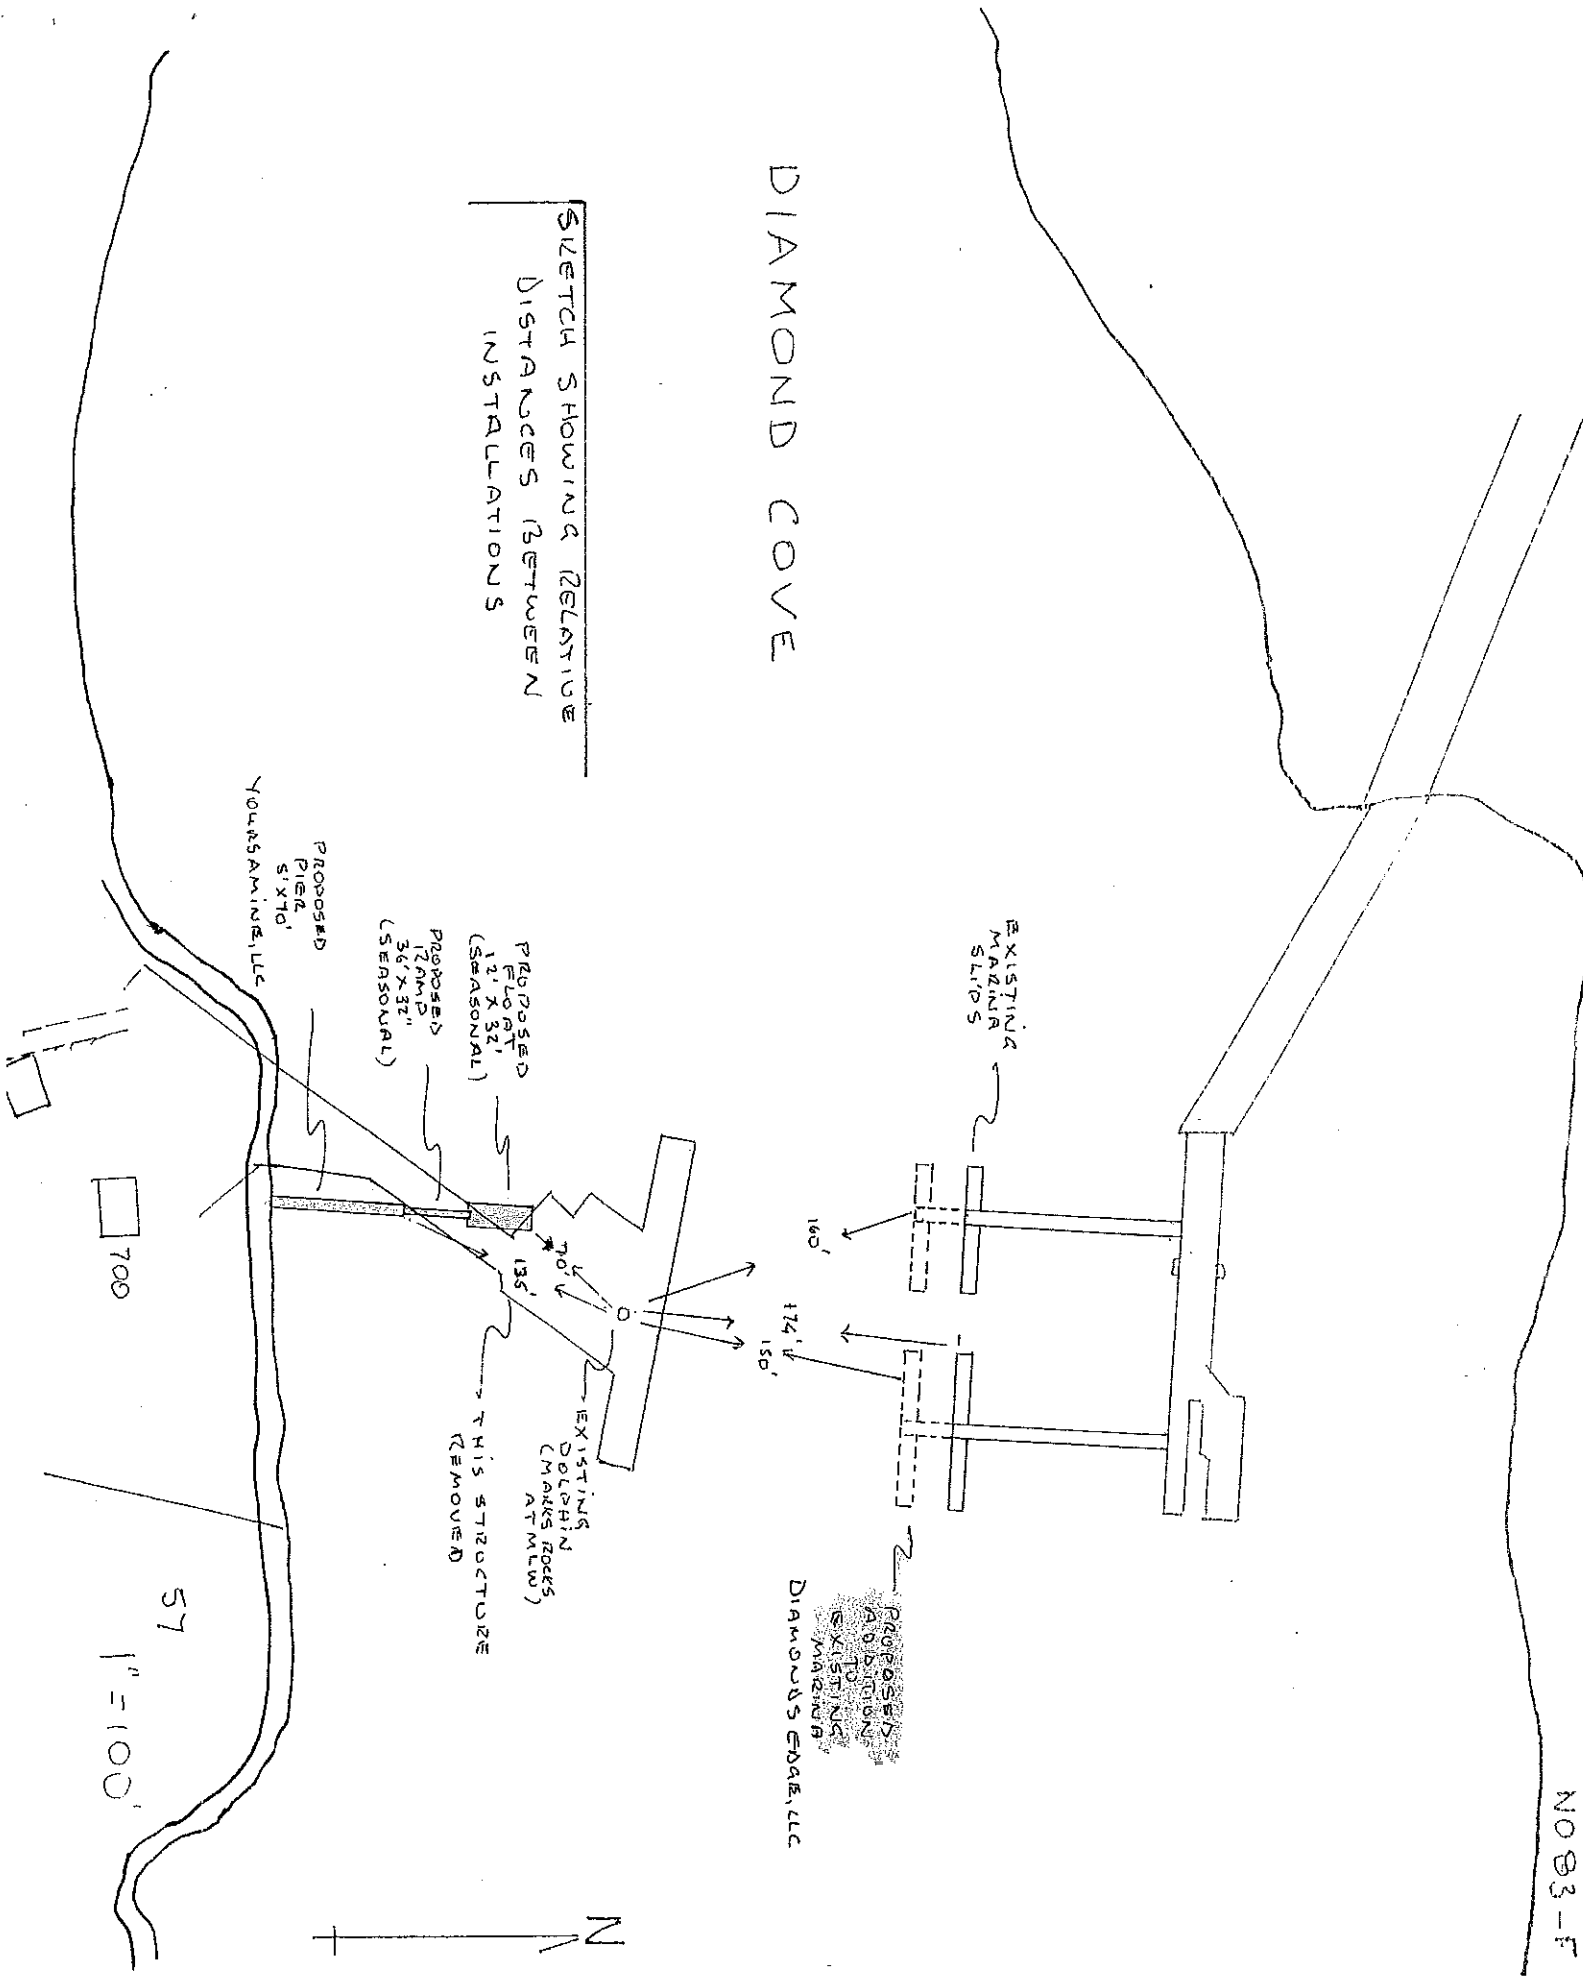 NO83-F
DIAMOND COVE
SKETCH SHOWING RELATIVE
DISTANCES BETWEEN
INSTALLATIONS
EXISTING
MARINA
SLIPS
160'
174'
150'
PROPOSED
ADDITION
TO
EXISTING
MARINA
DIAMONDS EDGE, LLC
PROPOSED
FLOAT
12' X 32'
(SEASONAL)
PROPOSED
RAMP
36' X 32"
(SEASONAL)
PROPOSED
PIER
5' X 70'
YOURSAMINE, LLC
70'
135'
EXISTING
DOLPHIN
(MARKS ROCKS
AT MLW)
THIS STRUCTURE
REMOVED
700
57
1" = 100'
N